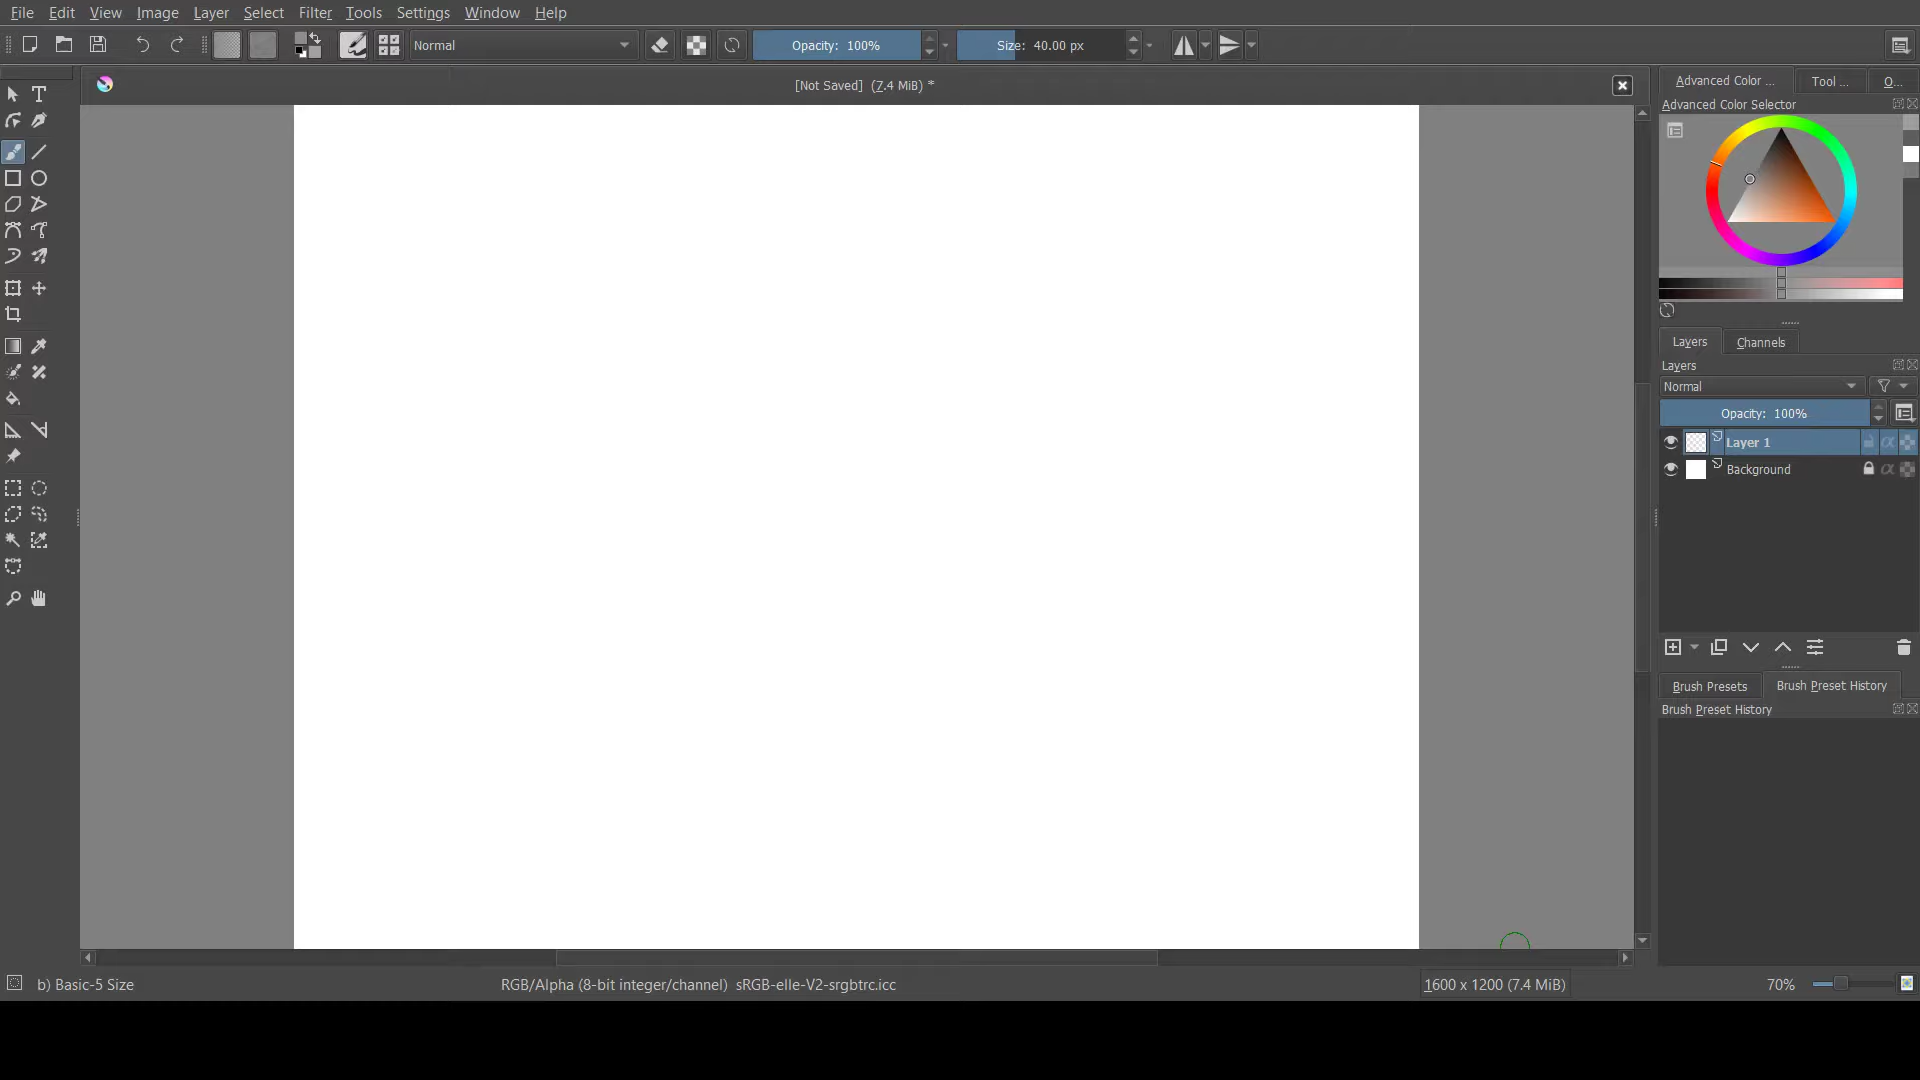 File Edit View Image Layer Select Filter Tools Settings Window Help
Normal Opacity: 100% Size: 40.00 px
[Not Saved] (7.4 MiB) *
Advanced Color ... Tool ... O...
Advanced Color Selector
Layers Channels
Layers
Normal
Opacity: 100%
Layer 1
Background
Brush Presets Brush Preset History
Brush Preset History
b) Basic-5 Size RGB/Alpha (8-bit integer/channel) sRGB-elle-V2-srgbtrc.icc 1600 x 1200 (7.4 MiB) 70%